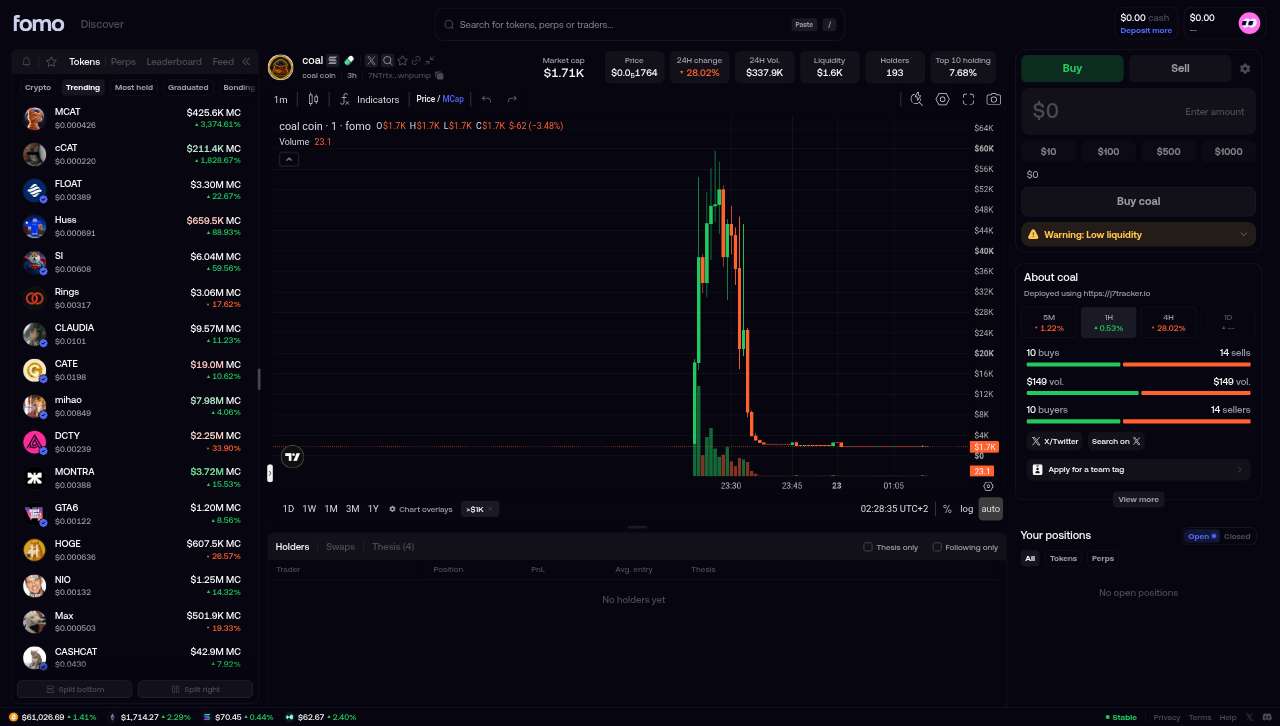 fomo
Discover
Search for tokens, perps or traders...
Paste
/
$0.00 cash
Deposit more
$0.00
—
Tokens Perps Leaderboard Feed
Crypto Trending Most held Graduated Bonding
MCAT $425.6K MC
$0.000426 3,374.61%
cCAT $211.4K MC
$0.000220 1,828.67%
FLOAT $3.30M MC
$0.00389 22.67%
Huss $659.5K MC
$0.000691 88.93%
SI $6.04M MC
$0.00608 59.56%
Rings $3.06M MC
$0.00317 17.62%
CLAUDIA $9.57M MC
$0.0101 11.23%
CATE $19.0M MC
$0.0198 10.62%
mihao $7.98M MC
$0.00849 4.06%
DCTY $2.25M MC
$0.00239 33.90%
MONTRA $3.72M MC
$0.00388 15.53%
GTA6 $1.20M MC
$0.00122 8.56%
HOGE $607.5K MC
$0.000636 26.57%
NIO $1.25M MC
$0.00132 14.32%
Max $501.9K MC
$0.000503 19.33%
CASHCAT $42.9M MC
$0.0430 7.92%
Split bottom Split right
coal
coal coin 3h 7NTrtx...wnpump
Market cap
$1.71K
Price
$0.0₅1764
24H change
28.02%
24H Vol.
$337.9K
Liquidity
$1.6K
Holders
193
Top 10 holding
7.68%
1m Indicators Price / MCap
coal coin · 1 · fomo O$1.7K H$1.7K L$1.7K C$1.7K $-62 (−3.48%)
Volume 23.1
$64K
$60K
$56K
$52K
$48K
$44K
$40K
$36K
$32K
$28K
$24K
$20K
$16K
$12K
$8K
$4K
$1.7K
$0
23.1
23:30 23:45 23 01:05
1D 1W 1M 3M 1Y Chart overlays >$1K
02:28:35 UTC+2 % log auto
Holders Swaps Thesis (4)
Thesis only Following only
Trader Position PnL Avg. entry Thesis
No holders yet
Buy Sell
$0 Enter amount
$10 $100 $500 $1000
$0
Buy coal
Warning: Low liquidity
About coal
Deployed using https://j7tracker.io
5M 1H 4H 1D
1.22% 0.53% 28.02% --
10 buys 14 sells
$149 vol. $149 vol.
10 buyers 14 sellers
X/Twitter Search on X
Apply for a team tag
View more
Your positions
Open Closed
All Tokens Perps
No open positions
$61,026.69 1.41% $1,714.27 2.29% $70.45 0.44% $62.67 2.40%
Stable Privacy Terms Help